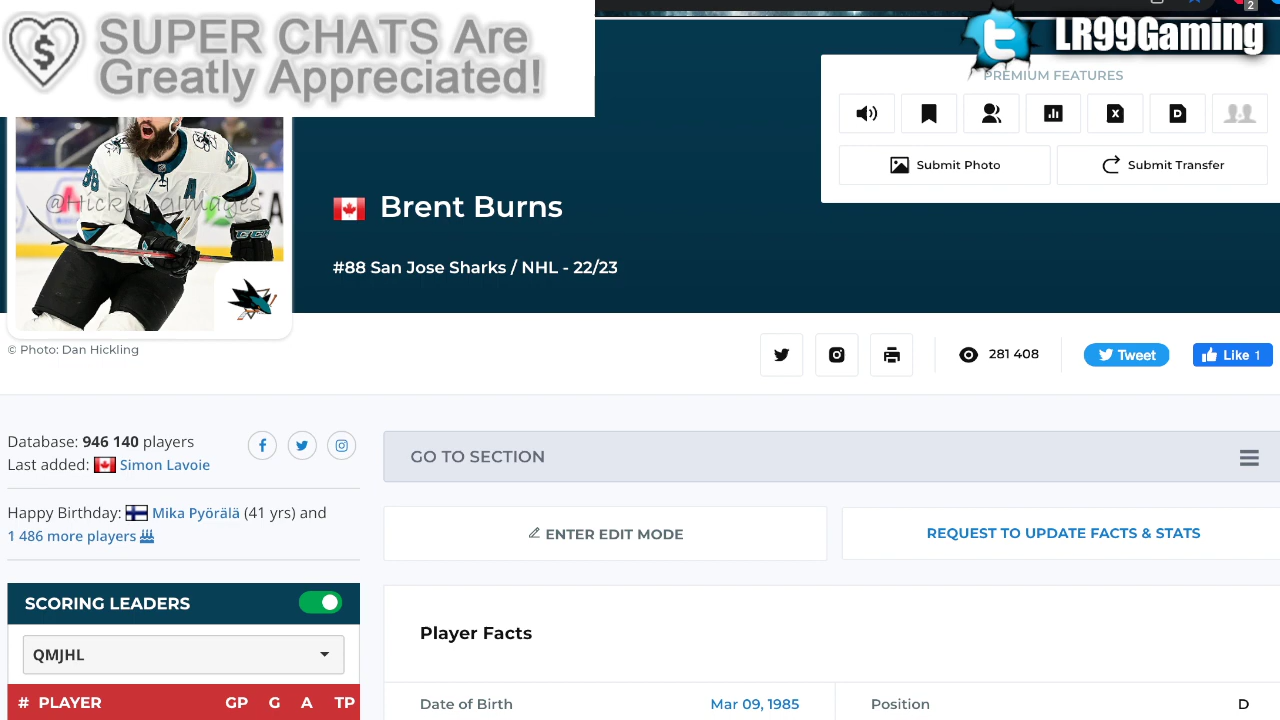 SUPER CHATS Are
Greatly Appreciated!
2
LR99Gaming
PREMIUM FEATURES
Submit Photo
Submit Transfer
@HicklingImages
88
A
Brent Burns
#88 San Jose Sharks / NHL - 22/23
© Photo: Dan Hickling
281 408
Tweet
Like 1
Database: 946 140 players
Last added: Simon Lavoie
Happy Birthday: Mika Pyörälä (41 yrs) and
1 486 more players
GO TO SECTION
ENTER EDIT MODE
REQUEST TO UPDATE FACTS & STATS
SCORING LEADERS
QMJHL
# PLAYER GP G A TP
Player Facts
Date of Birth Mar 09, 1985
Position D